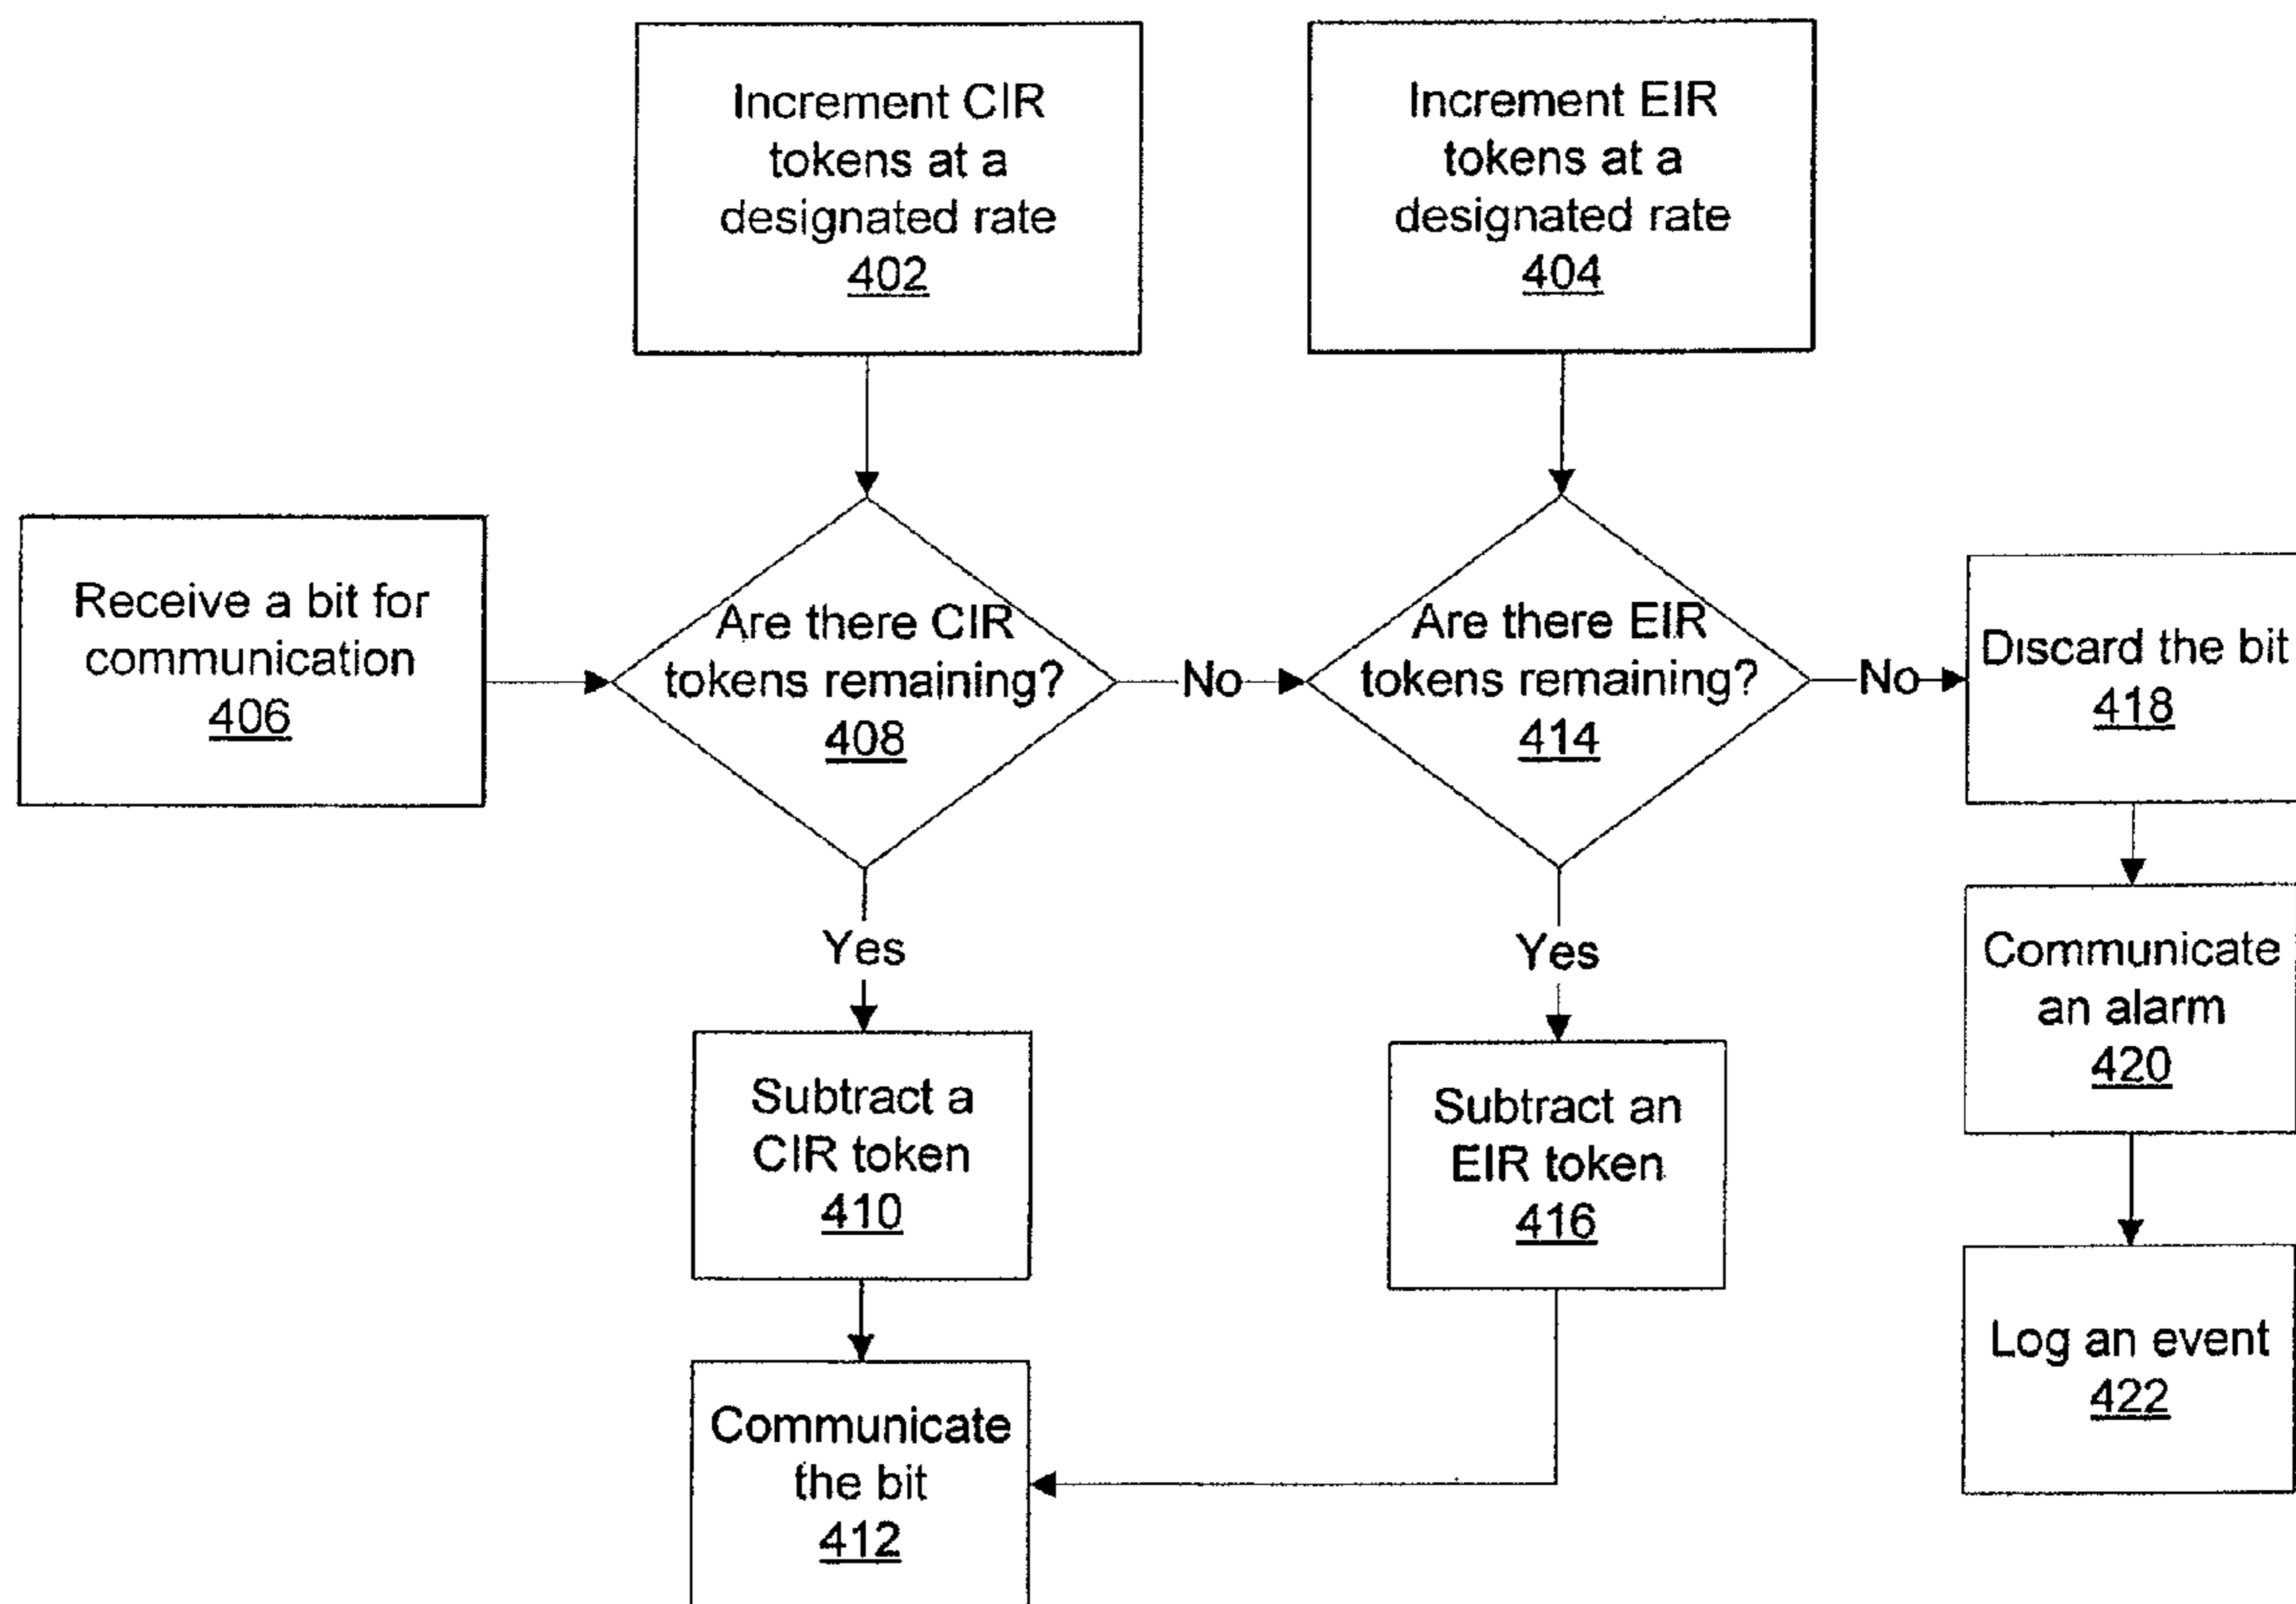 Increment CIR
tokens at a
designated rate
402
Increment EIR
tokens at a
designated rate
404
Receive a bit for
communication
406
Are there CIR
tokens remaining?
408
No
Are there EIR
tokens remaining?
414
No
Discard the bit
418
Yes
Yes
Communicate
an alarm
420
Subtract a
CIR token
410
Subtract an
EIR token
416
Log an event
422
Communicate
the bit
412